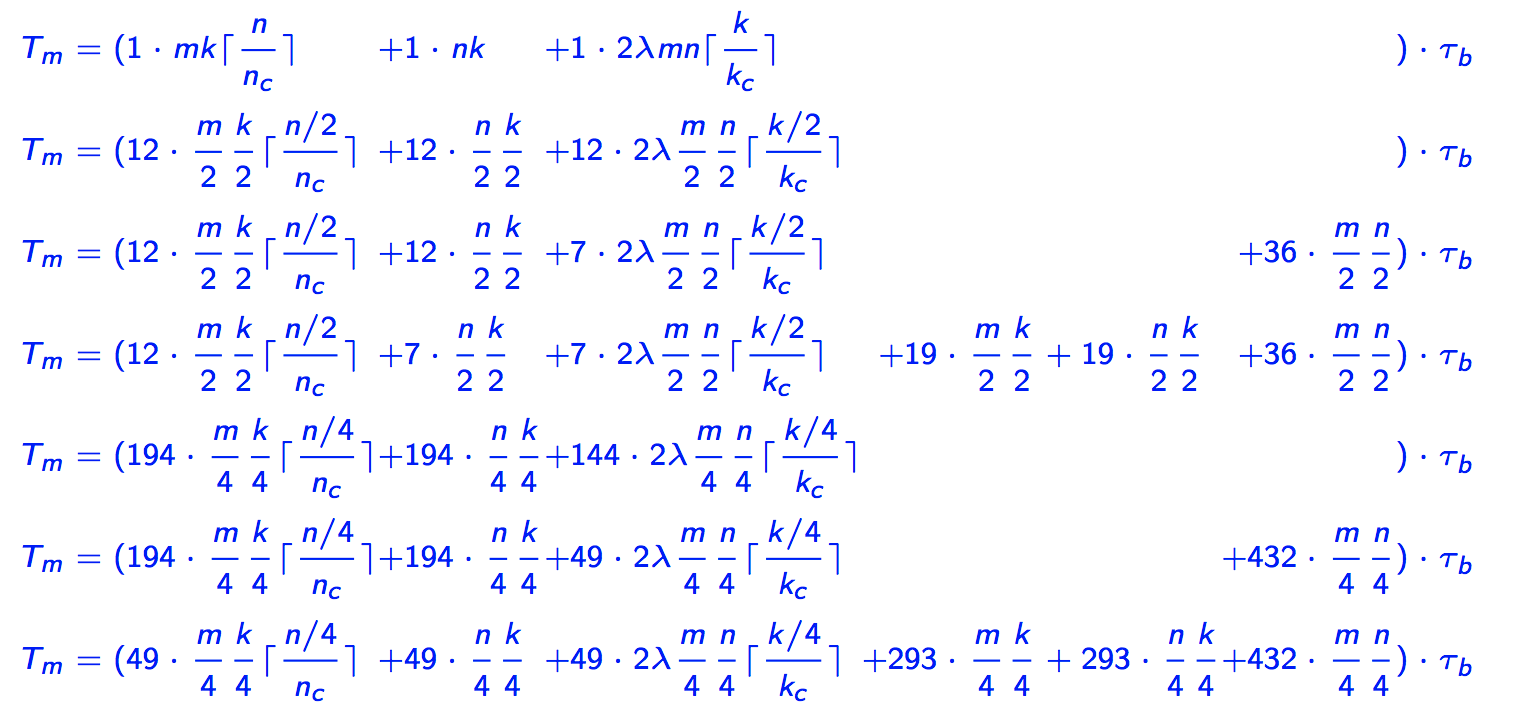 T_m = (1 · mk⌈n/n_c⌉ +1 · nk +1 · 2λmn⌈k/k_c⌉ ) · τ_b
T_m = (12 · m/2 k/2⌈(n/2)/n_c⌉ +12 · n/2 k/2 +12 · 2λ m/2 n/2⌈(k/2)/k_c⌉ ) · τ_b
T_m = (12 · m/2 k/2⌈(n/2)/n_c⌉ +12 · n/2 k/2 +7 · 2λ m/2 n/2⌈(k/2)/k_c⌉ +36 · m/2 n/2) · τ_b
T_m = (12 · m/2 k/2⌈(n/2)/n_c⌉ +7 · n/2 k/2 +7 · 2λ m/2 n/2⌈(k/2)/k_c⌉ +19 · m/2 k/2 + 19 · n/2 k/2 +36 · m/2 n/2) · τ_b
T_m = (194 · m/4 k/4⌈(n/4)/n_c⌉+194 · n/4 k/4+144 · 2λ m/4 n/4⌈(k/4)/k_c⌉ ) · τ_b
T_m = (194 · m/4 k/4⌈(n/4)/n_c⌉+194 · n/4 k/4+49 · 2λ m/4 n/4⌈(k/4)/k_c⌉ +432 · m/4 n/4) · τ_b
T_m = (49 · m/4 k/4⌈(n/4)/n_c⌉ +49 · n/4 k/4 +49 · 2λ m/4 n/4⌈(k/4)/k_c⌉ +293 · m/4 k/4 + 293 · n/4 k/4+432 · m/4 n/4) · τ_b